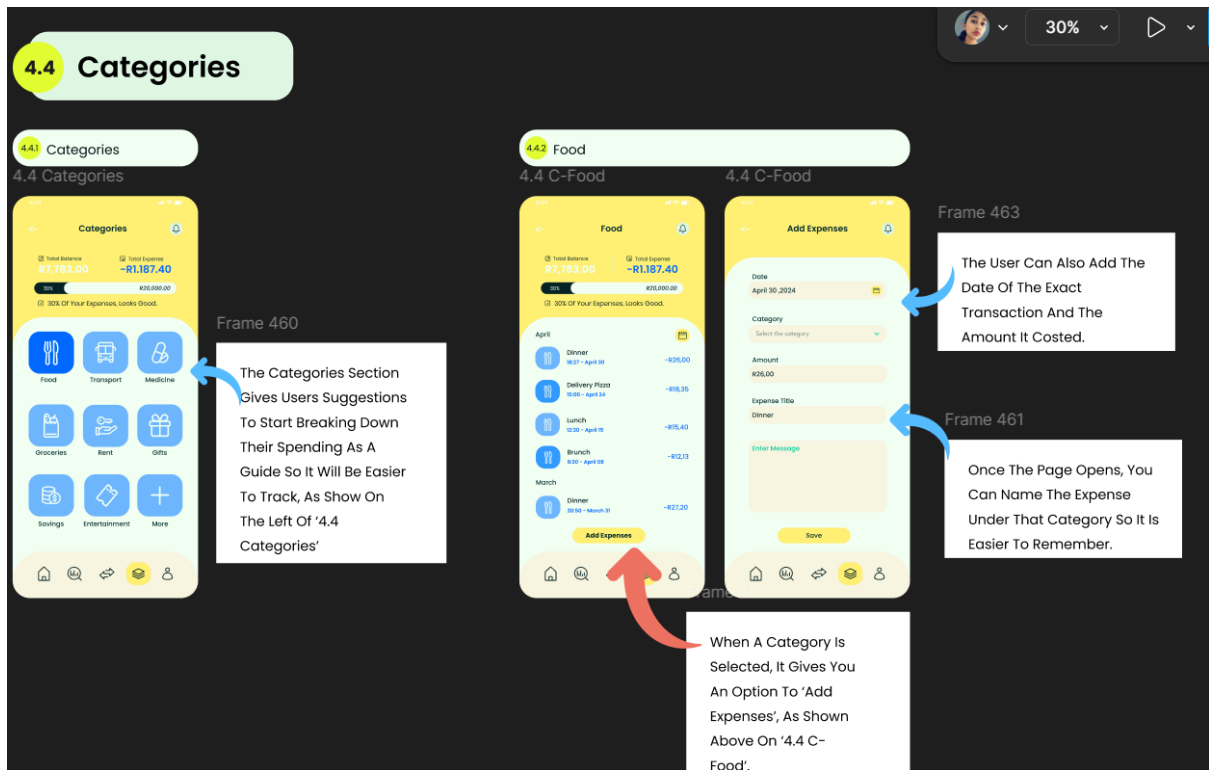 30%
4.4 Categories
4.4.1 Categories
4.4 Categories
Categories
Total Balance
Total Expense
R7,783.00
-R1.187.40
30%
R20,000.00
30% Of Your Expenses, Looks Good.
Food
Transport
Medicine
Groceries
Rent
Gifts
Savings
Entertainment
More
Frame 460
The Categories Section
Gives Users Suggestions
To Start Breaking Down
Their Spending As A
Guide So It Will Be Easier
To Track, As Show On
The Left Of ‘4.4
Categories’
4.4.2 Food
4.4 C-Food
Food
Total Balance
Total Expense
R7,783.00
-R1.187.40
30%
R20,000.00
30% Of Your Expenses, Looks Good.
April
Dinner
18:27 - April 30
-R26,00
Delivery Pizza
15:00 - April 24
-R18,35
Lunch
12:30 - April 15
-R15,40
Brunch
9:30 - April 08
-R12,13
March
Dinner
20:50 - March 31
-R27,20
Add Expenses
4.4 C-Food
Add Expenses
Date
April 30 ,2024
Category
Select the category
Amount
R26,00
Expense Title
Dinner
Enter Message
Save
Frame 463
The User Can Also Add The
Date Of The Exact
Transaction And The
Amount It Costed.
Frame 461
Once The Page Opens, You
Can Name The Expense
Under That Category So It Is
Easier To Remember.
When A Category Is
Selected, It Gives You
An Option To ‘Add
Expenses’, As Shown
Above On ‘4.4 C-
Food’.